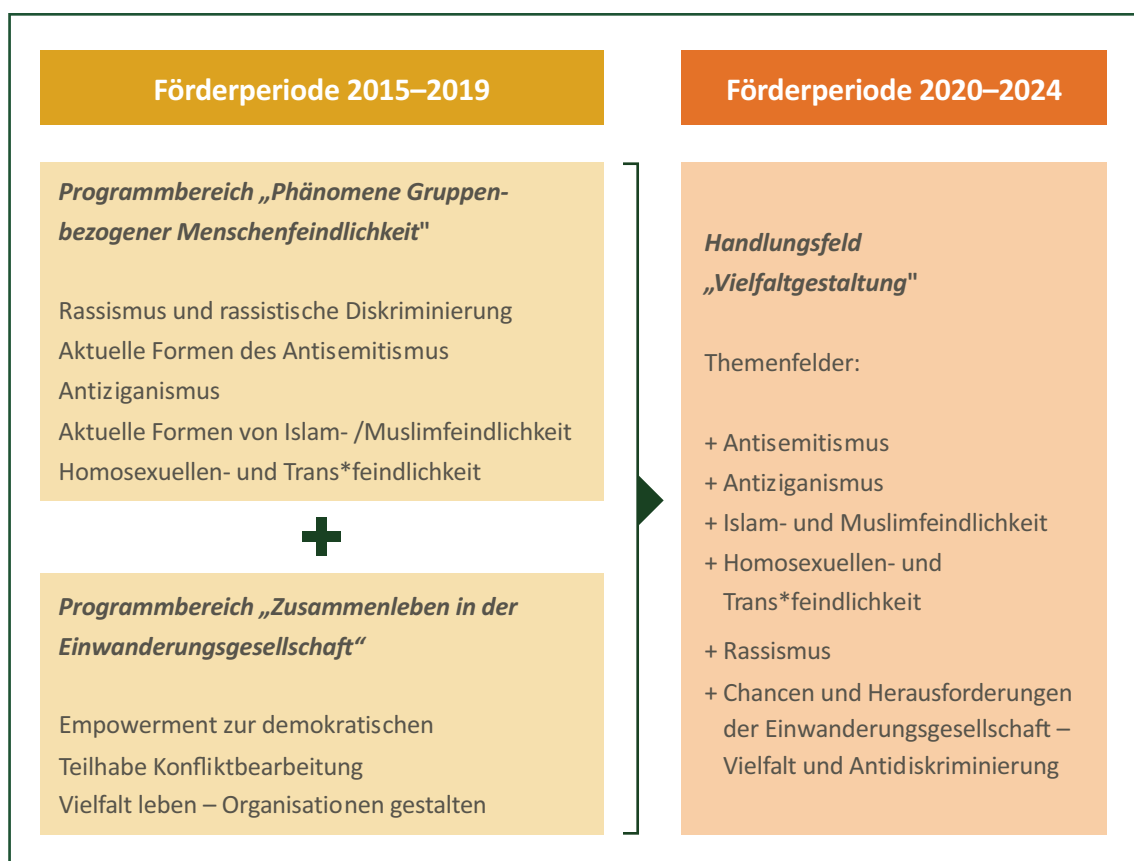 Förderperiode 2015–2019
Programmbereich „Phänomene Gruppen-
bezogener Menschenfeindlichkeit"
Rassismus und rassistische Diskriminierung
Aktuelle Formen des Antisemitismus
Antiziganismus
Aktuelle Formen von Islam- /Muslimfeindlichkeit
Homosexuellen- und Trans*feindlichkeit
+
Programmbereich „Zusammenleben in der
Einwanderungsgesellschaft“
Empowerment zur demokratischen
Teilhabe Konfliktbearbeitung
Vielfalt leben – Organisationen gestalten
Förderperiode 2020–2024
Handlungsfeld
„Vielfaltgestaltung"
Themenfelder:
+ Antisemitismus
+ Antiziganismus
+ Islam- und Muslimfeindlichkeit
+ Homosexuellen- und
Trans*feindlichkeit
+ Rassismus
+ Chancen und Herausforderungen
der Einwanderungsgesellschaft –
Vielfalt und Antidiskriminierung